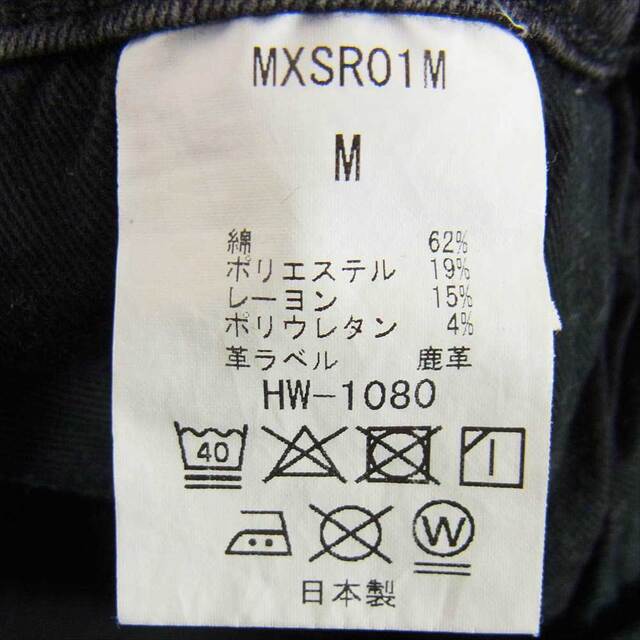 MXSR01M
M
綿 62%
ポリエステル 19%
レーヨン 15%
ポリウレタン 4%
革ラベル 鹿革
HW-1080
40
W
日本製